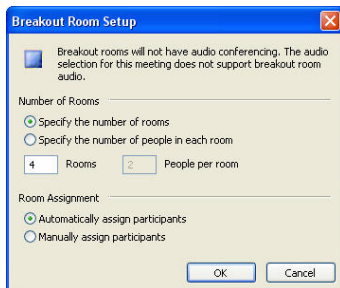 Breakout Room Setup
Breakout rooms will not have audio conferencing. The audio
selection for this meeting does not support breakout room
audio.
Number of Rooms
Specify the number of rooms
Specify the number of people in each room
4 Rooms 2 People per room
Room Assignment
Automatically assign participants
Manually assign participants
OK Cancel